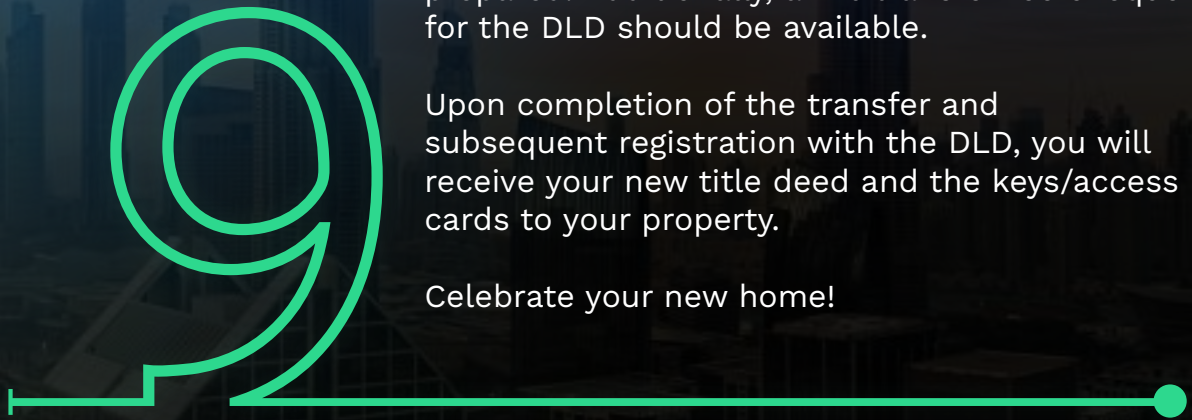 for the DLD should be available.
Upon completion of the transfer and
subsequent registration with the DLD, you will
receive your new title deed and the keys/access
cards to your property.
Celebrate your new home!
9